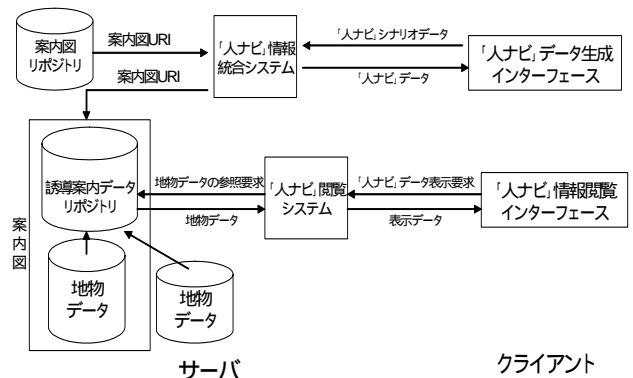 案内図
リポジトリ
案内図URI
案内図URI
「人ナビ」情報
統合システム
「人ナビ」シナリオデータ
「人ナビ」データ
「人ナビ」データ生成
インターフェース
誘導案内データ
リポジトリ
地物データの参照要求
地物データ
「人ナビ」閲覧
システム
「人ナビ」データ表示要求
表示データ
「人ナビ」情報閲覧
インターフェース
案内図
地物
データ
地物
データ
サーバ
クライアント